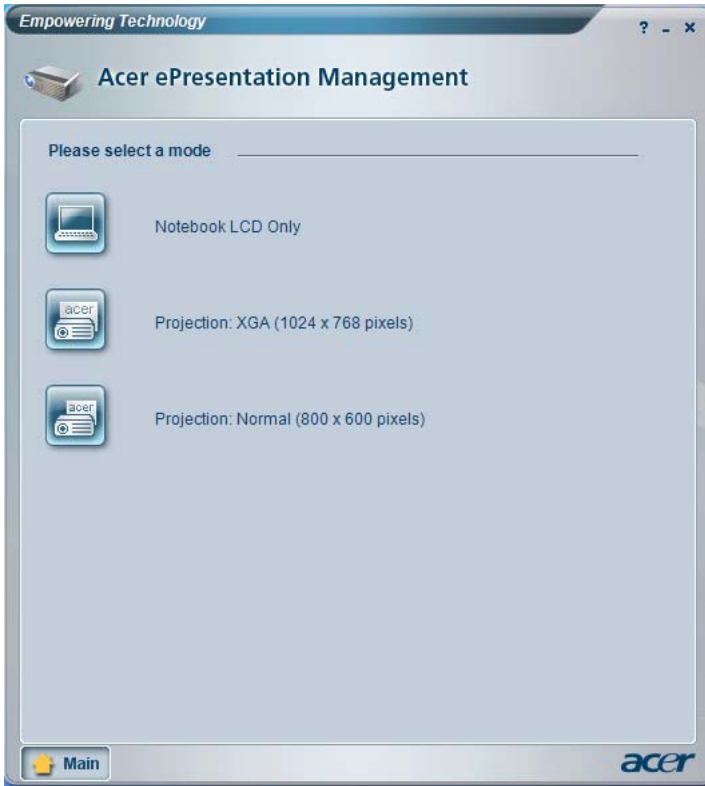 Empowering Technology
? - ×
Acer ePresentation Management
Please select a mode
Notebook LCD Only
acer
Projection: XGA (1024 x 768 pixels)
acer
Projection: Normal (800 x 600 pixels)
Main
acer